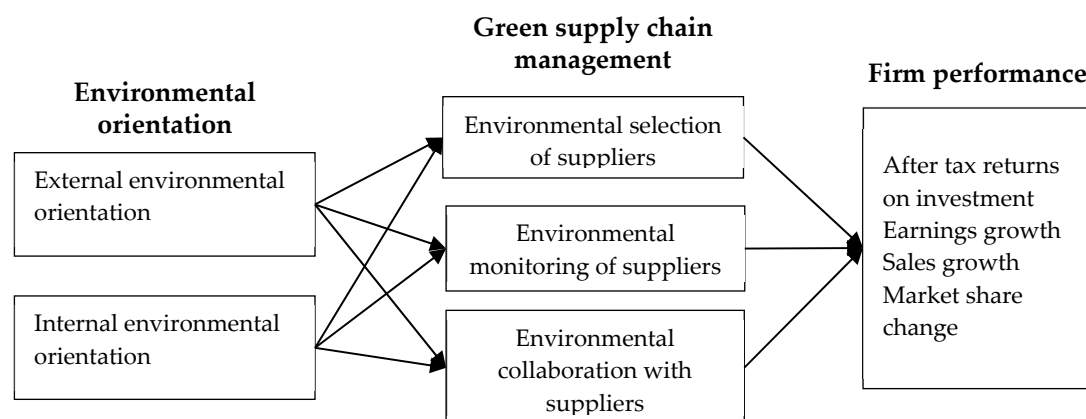 Environmental
orientation
External environmental
orientation
Internal environmental
orientation
Green supply chain
management
Environmental selection
of suppliers
Environmental
monitoring of suppliers
Environmental
collaboration with
suppliers
Firm performance
After tax returns
on investment
Earnings growth
Sales growth
Market share
change